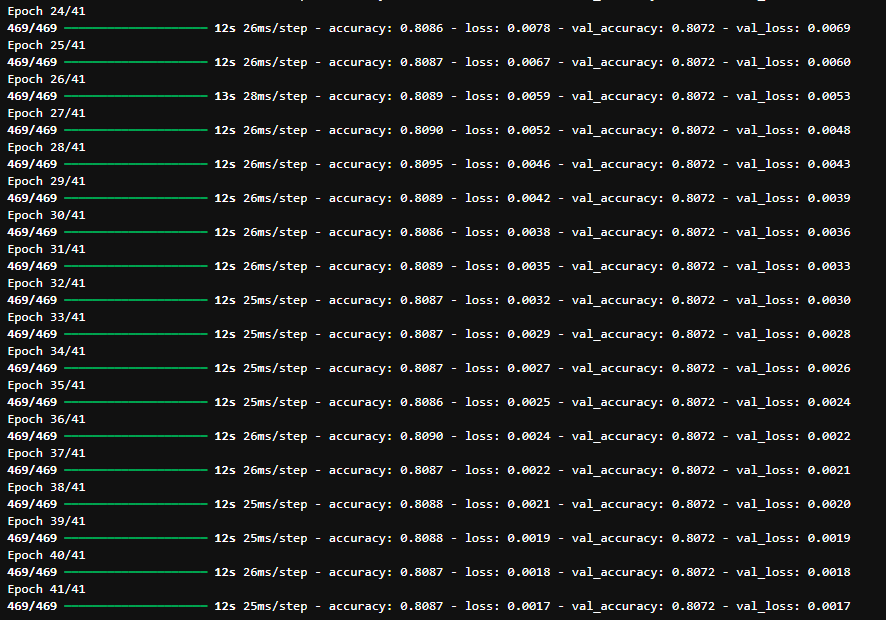 Epoch 24/41
469/469 ━━━━━━━━━━━━━━━━━━━━ 12s 26ms/step - accuracy: 0.8086 - loss: 0.0078 - val_accuracy: 0.8072 - val_loss: 0.0069
Epoch 25/41
469/469 ━━━━━━━━━━━━━━━━━━━━ 12s 26ms/step - accuracy: 0.8087 - loss: 0.0067 - val_accuracy: 0.8072 - val_loss: 0.0060
Epoch 26/41
469/469 ━━━━━━━━━━━━━━━━━━━━ 13s 28ms/step - accuracy: 0.8089 - loss: 0.0059 - val_accuracy: 0.8072 - val_loss: 0.0053
Epoch 27/41
469/469 ━━━━━━━━━━━━━━━━━━━━ 12s 26ms/step - accuracy: 0.8090 - loss: 0.0052 - val_accuracy: 0.8072 - val_loss: 0.0048
Epoch 28/41
469/469 ━━━━━━━━━━━━━━━━━━━━ 12s 26ms/step - accuracy: 0.8095 - loss: 0.0046 - val_accuracy: 0.8072 - val_loss: 0.0043
Epoch 29/41
469/469 ━━━━━━━━━━━━━━━━━━━━ 12s 26ms/step - accuracy: 0.8089 - loss: 0.0042 - val_accuracy: 0.8072 - val_loss: 0.0039
Epoch 30/41
469/469 ━━━━━━━━━━━━━━━━━━━━ 12s 26ms/step - accuracy: 0.8086 - loss: 0.0038 - val_accuracy: 0.8072 - val_loss: 0.0036
Epoch 31/41
469/469 ━━━━━━━━━━━━━━━━━━━━ 12s 26ms/step - accuracy: 0.8089 - loss: 0.0035 - val_accuracy: 0.8072 - val_loss: 0.0033
Epoch 32/41
469/469 ━━━━━━━━━━━━━━━━━━━━ 12s 25ms/step - accuracy: 0.8087 - loss: 0.0032 - val_accuracy: 0.8072 - val_loss: 0.0030
Epoch 33/41
469/469 ━━━━━━━━━━━━━━━━━━━━ 12s 25ms/step - accuracy: 0.8087 - loss: 0.0029 - val_accuracy: 0.8072 - val_loss: 0.0028
Epoch 34/41
469/469 ━━━━━━━━━━━━━━━━━━━━ 12s 25ms/step - accuracy: 0.8087 - loss: 0.0027 - val_accuracy: 0.8072 - val_loss: 0.0026
Epoch 35/41
469/469 ━━━━━━━━━━━━━━━━━━━━ 12s 25ms/step - accuracy: 0.8086 - loss: 0.0025 - val_accuracy: 0.8072 - val_loss: 0.0024
Epoch 36/41
469/469 ━━━━━━━━━━━━━━━━━━━━ 12s 26ms/step - accuracy: 0.8090 - loss: 0.0024 - val_accuracy: 0.8072 - val_loss: 0.0022
Epoch 37/41
469/469 ━━━━━━━━━━━━━━━━━━━━ 12s 26ms/step - accuracy: 0.8087 - loss: 0.0022 - val_accuracy: 0.8072 - val_loss: 0.0021
Epoch 38/41
469/469 ━━━━━━━━━━━━━━━━━━━━ 12s 25ms/step - accuracy: 0.8088 - loss: 0.0021 - val_accuracy: 0.8072 - val_loss: 0.0020
Epoch 39/41
469/469 ━━━━━━━━━━━━━━━━━━━━ 12s 25ms/step - accuracy: 0.8088 - loss: 0.0019 - val_accuracy: 0.8072 - val_loss: 0.0019
Epoch 40/41
469/469 ━━━━━━━━━━━━━━━━━━━━ 12s 26ms/step - accuracy: 0.8087 - loss: 0.0018 - val_accuracy: 0.8072 - val_loss: 0.0018
Epoch 41/41
469/469 ━━━━━━━━━━━━━━━━━━━━ 12s 25ms/step - accuracy: 0.8087 - loss: 0.0017 - val_accuracy: 0.8072 - val_loss: 0.0017